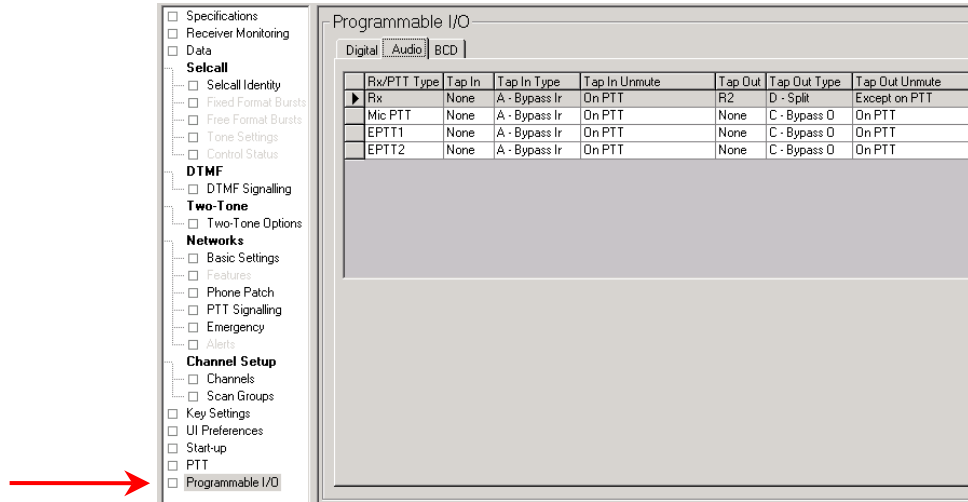 Specifications
Receiver Monitoring
Data
Selcall
Selcall Identity
Fixed Format Bursts
Free Format Bursts
Tone Settings
Control Status
DTMF
DTMF Signalling
Two-Tone
Two-Tone Options
Networks
Basic Settings
Features
Phone Patch
PTT Signalling
Emergency
Alerts
Channel Setup
Channels
Scan Groups
Key Settings
UI Preferences
Start-up
PTT
Programmable I/O
Programmable I/O
Digital Audio BCD
Rx/PTT Type Tap In Tap In Type Tap In Unmute Tap Out Tap Out Type Tap Out Unmute
Rx None A - Bypass Ir On PTT R2 D - Split Except on PTT
Mic PTT None A - Bypass Ir On PTT None C - Bypass O On PTT
EPTT1 None A - Bypass Ir On PTT None C - Bypass O On PTT
EPTT2 None A - Bypass Ir On PTT None C - Bypass O On PTT